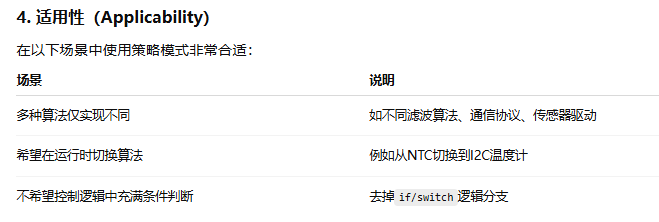 4. 适用性（Applicability）
在以下场景中使用策略模式非常合适：
场景 说明
多种算法仅实现不同 如不同滤波算法、通信协议、传感器驱动
希望在运行时切换算法 例如从NTC切换到I2C温度计
不希望控制逻辑中充满条件判断 去掉 if/switch 逻辑分支